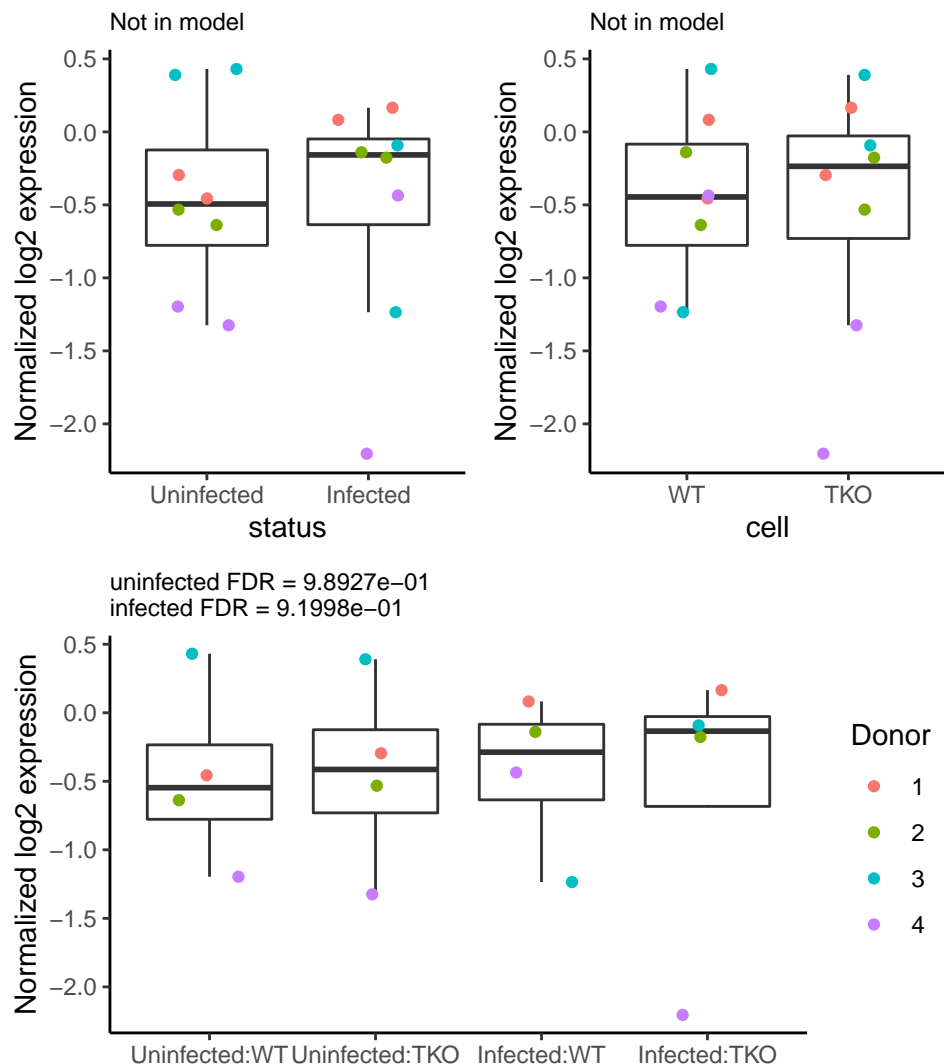 Not in model
Normalized log2 expression
0.5
0.0
−0.5
−1.0
−1.5
−2.0
Uninfected Infected
status
Not in model
Normalized log2 expression
0.5
0.0
−0.5
−1.0
−1.5
−2.0
WT TKO
cell
uninfected FDR = 9.8927e−01
infected FDR = 9.1998e−01
Normalized log2 expression
0.5
0.0
−0.5
−1.0
−1.5
−2.0
Uninfected:WT Uninfected:TKO Infected:WT Infected:TKO
Donor
1
2
3
4